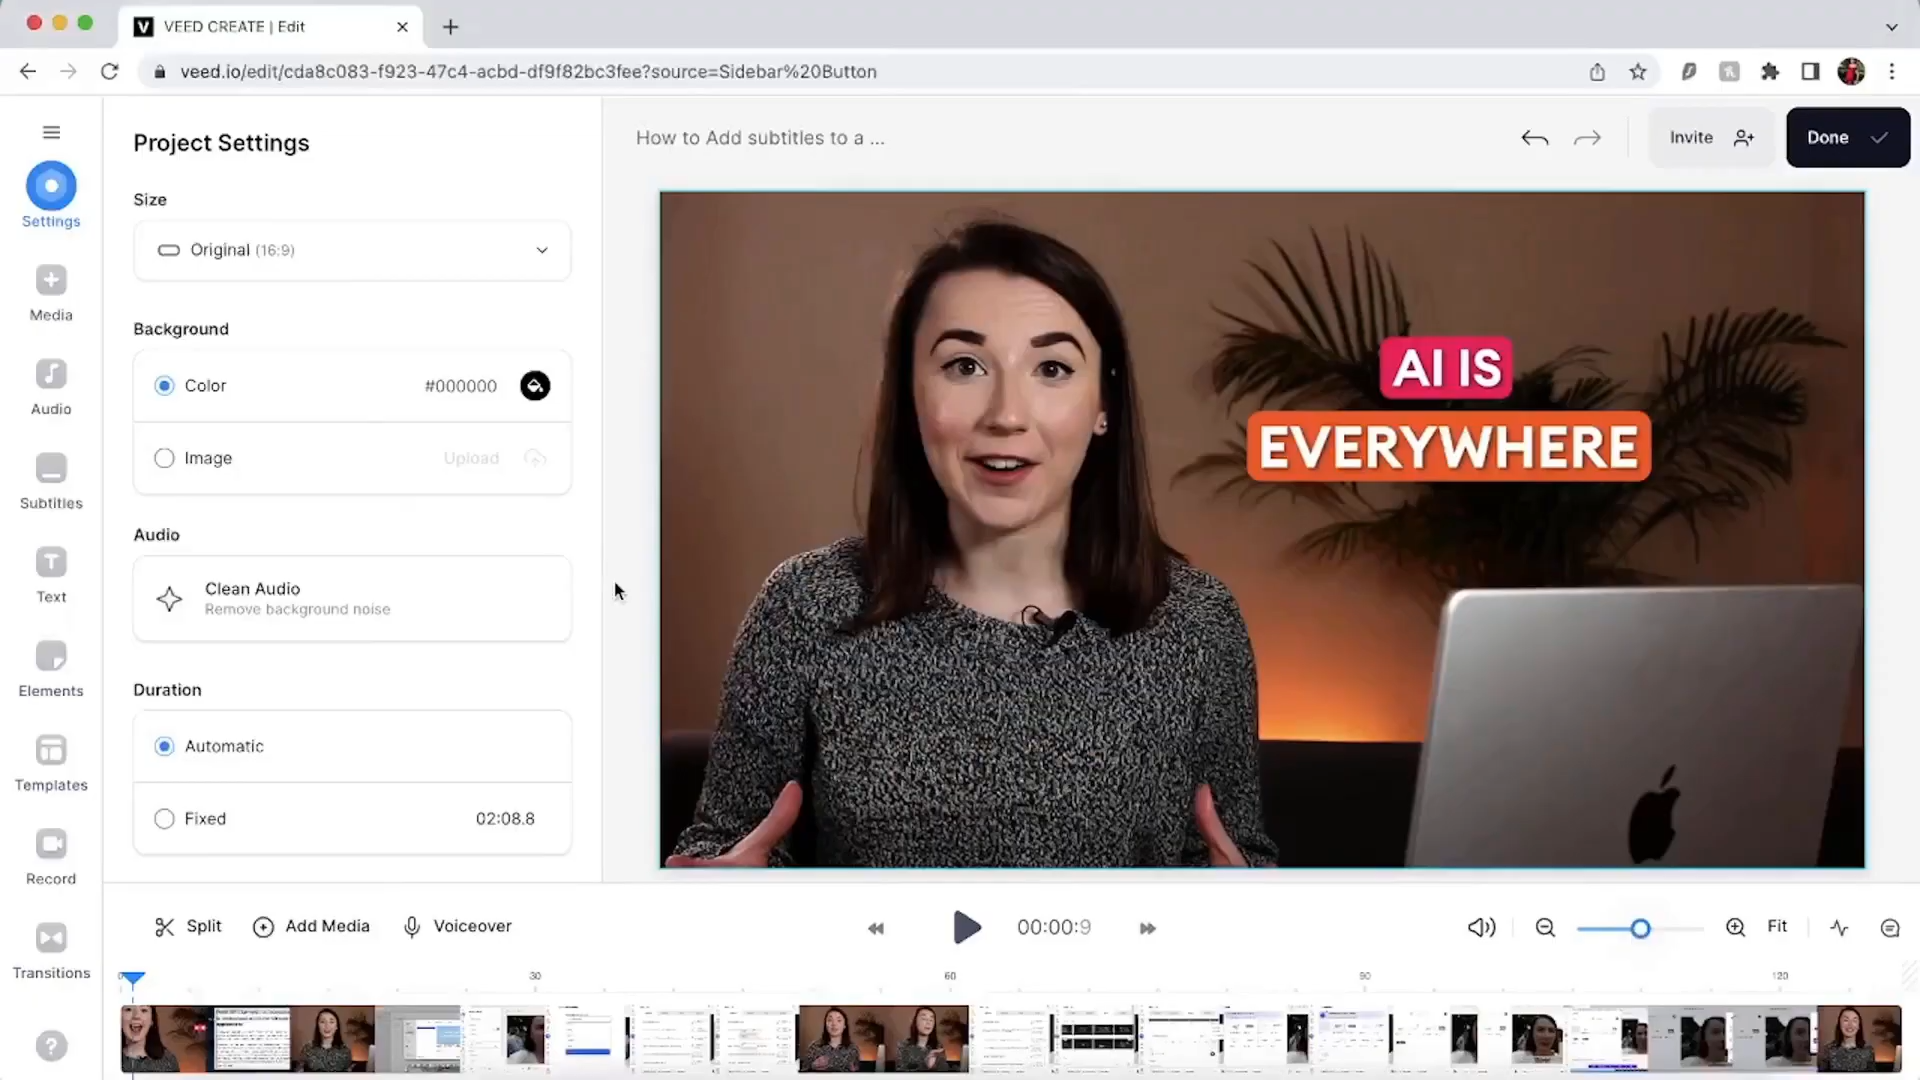 VEED CREATE | Edit
veed.io/edit/cda8c083-f923-47c4-acbd-df9f82bc3fee?source=Sidebar%20Button
Settings
Media
Audio
Subtitles
Text
Elements
Templates
Record
Transitions
Project Settings
Size
Original (16:9)
Background
Color #000000
Image Upload
Audio
Clean Audio
Remove background noise
Duration
Automatic
Fixed 02:08.8
How to Add subtitles to a ...
Invite
Done
AI IS
EVERYWHERE
Split Add Media Voiceover 00:00:9 Fit
30 60 90 120